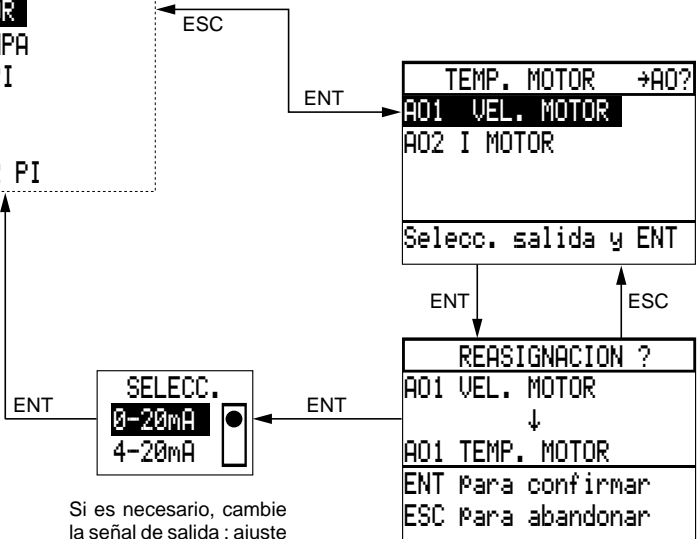 ESC
PI
PI
ENT
TEMP. MOTOR →AO?
AO1 VEL. MOTOR
AO2 I MOTOR
Selecc. salida y ENT
ENT
ESC
REASIGNACION ?
AO1 VEL. MOTOR
↓
AO1 TEMP. MOTOR
ENT para confirmar
ESC para abandonar
ENT
SELECC.
0-20mA
4-20mA
ENT
Si es necesario, cambie
la señal de salida : ajuste